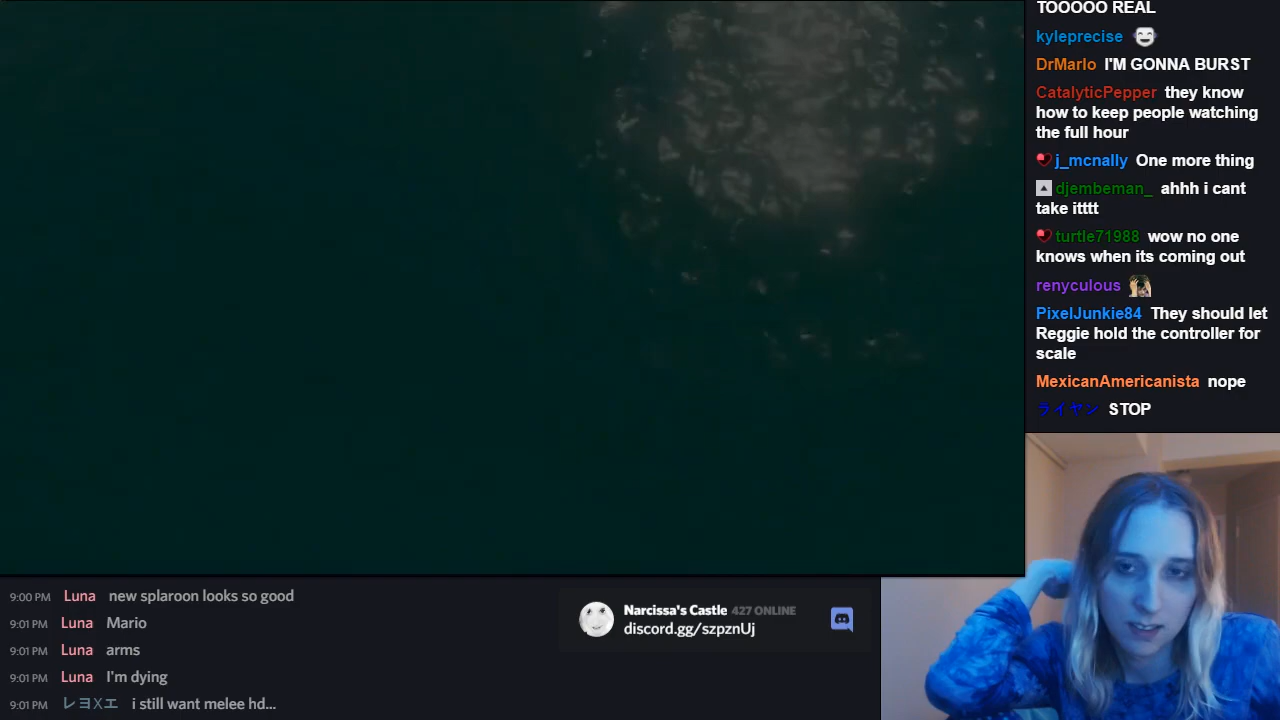 TOOOOO REAL
kyleprecise
DrMarlo I'M GONNA BURST
CatalyticPepper they know
how to keep people watching
the full hour
j_mcnally One more thing
djembeman_ ahhh i cant
take itttt
turtle71988 wow no one
knows when its coming out
renyculous
PixelJunkie84 They should let
Reggie hold the controller for
scale
MexicanAmericanista nope
ライヤン STOP
9:00 PM Luna new splaroon looks so good
9:01 PM Luna Mario
9:01 PM Luna arms
9:01 PM Luna I'm dying
9:01 PM レヨXエ i still want melee hd...
Narcissa's Castle 427 ONLINE
discord.gg/szpznUj